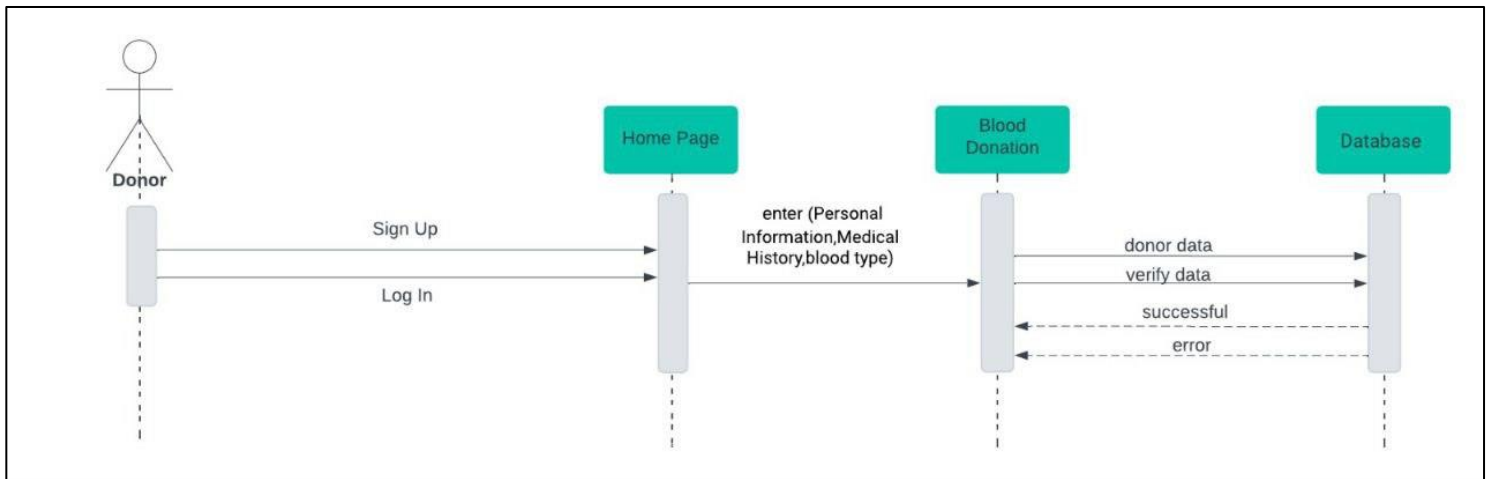 Donor
Home Page
Blood
Donation
Database
Sign Up
Log In
enter (Personal
Information,Medical
History,blood type)
donor data
verify data
successful
error